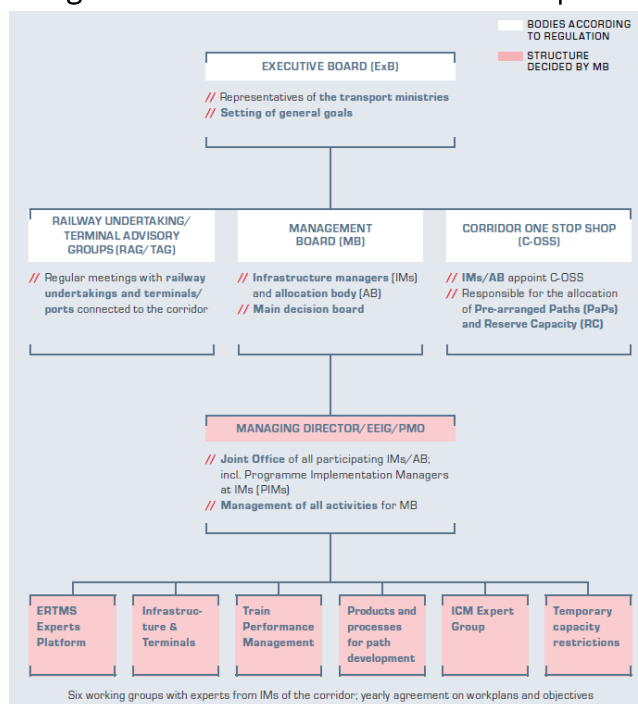 BODIES ACCORDING
TO REGULATION
STRUCTURE
DECIDED BY MB
EXECUTIVE BOARD (ExB)
// Representatives of the transport ministries
// Setting of general goals
RAILWAY UNDERTAKING/
TERMINAL ADVISORY
GROUPS (RAG/TAG)
// Regular meetings with railway
undertakings and terminals/
ports connected to the corridor
MANAGEMENT
BOARD (MB)
// Infrastructure managers (IMs)
and allocation body (AB)
// Main decision board
CORRIDOR ONE STOP SHOP
(C-OSS)
// IMs/AB appoint C-OSS
// Responsible for the allocation
of Pre-arranged Paths (PaPs)
and Reserve Capacity (RC)
MANAGING DIRECTOR/EEIG/PMO
// Joint Office of all participating IMs/AB;
incl. Programme Implementation Managers
at IMs (PIMs)
// Management of all activities for MB
ERTMS
Experts
Platform
Infrastruc-
ture &
Terminals
Train
Performance
Management
Products and
processes
for path
development
ICM Expert
Group
Temporary
capacity
restrictions
Six working groups with experts from IMs of the corridor; yearly agreement on workplans and objectives